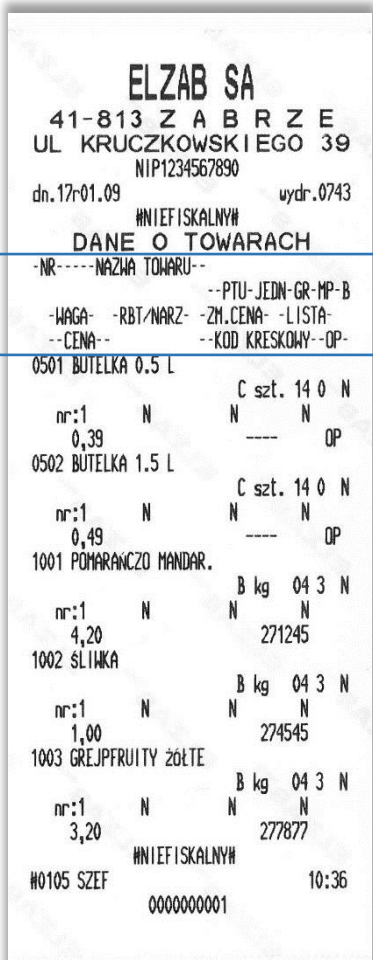 ELZAB SA
41-813 Z A B R Z E
UL KRUCZKOWSKIEGO 39
NIP1234567890
dn.17r01.09 wydr.0743
#NIEFISKALNY#
DANE O TOWARACH
-NR-----NAZWA TOWARU--
--PTU-JEDN-GR-MP-B
-WAGA- -RBT/NARZ- -ZM.CENA- -LISTA-
--CENA-- --KOD KRESKOWY--OP-
0501 BUTELKA 0.5 L
C szt. 14 0 N
nr:1 N N N
0,39 ---- OP
0502 BUTELKA 1.5 L
C szt. 14 0 N
nr:1 N N N
0,49 ---- OP
1001 POMARAŃCZO MANDAR.
B kg 04 3 N
nr:1 N N N
4,20 271245
1002 ŚLIWKA
B kg 04 3 N
nr:1 N N N
1,00 274545
1003 GREJPFRUITY ŻÓŁTE
B kg 04 3 N
nr:1 N N N
3,20 277877
#NIEFISKALNY#
#0105 SZEF 10:36
0000000001